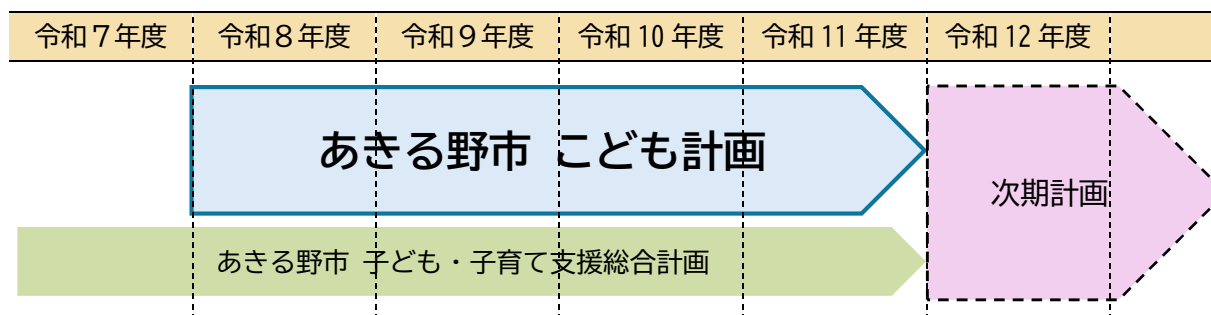 令和７年度 令和８年度 令和９年度 令和 10 年度 令和 11 年度 令和 12 年度
あきる野市 こども計画
次期計画
あきる野市 子ども・子育て支援総合計画